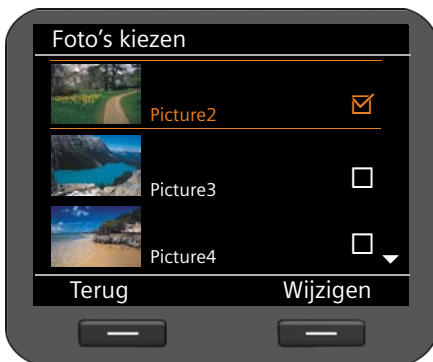 Foto's kiezen
Picture2
Picture3
Picture4
Terug Wijzigen